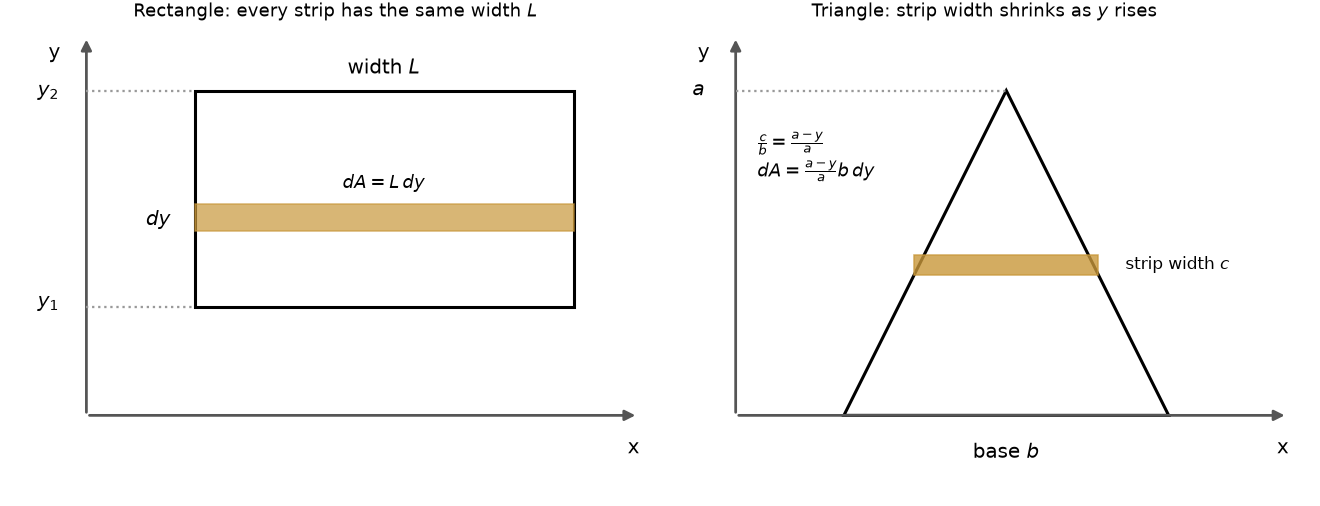 Rectangle: every strip has the same width L
y
y₂
width L
dA = L dy
dy
y₁
x
Triangle: strip width shrinks as y rises
y
a
c/b = (a − y)/a
dA = (a − y)/a b dy
strip width c
base b
x